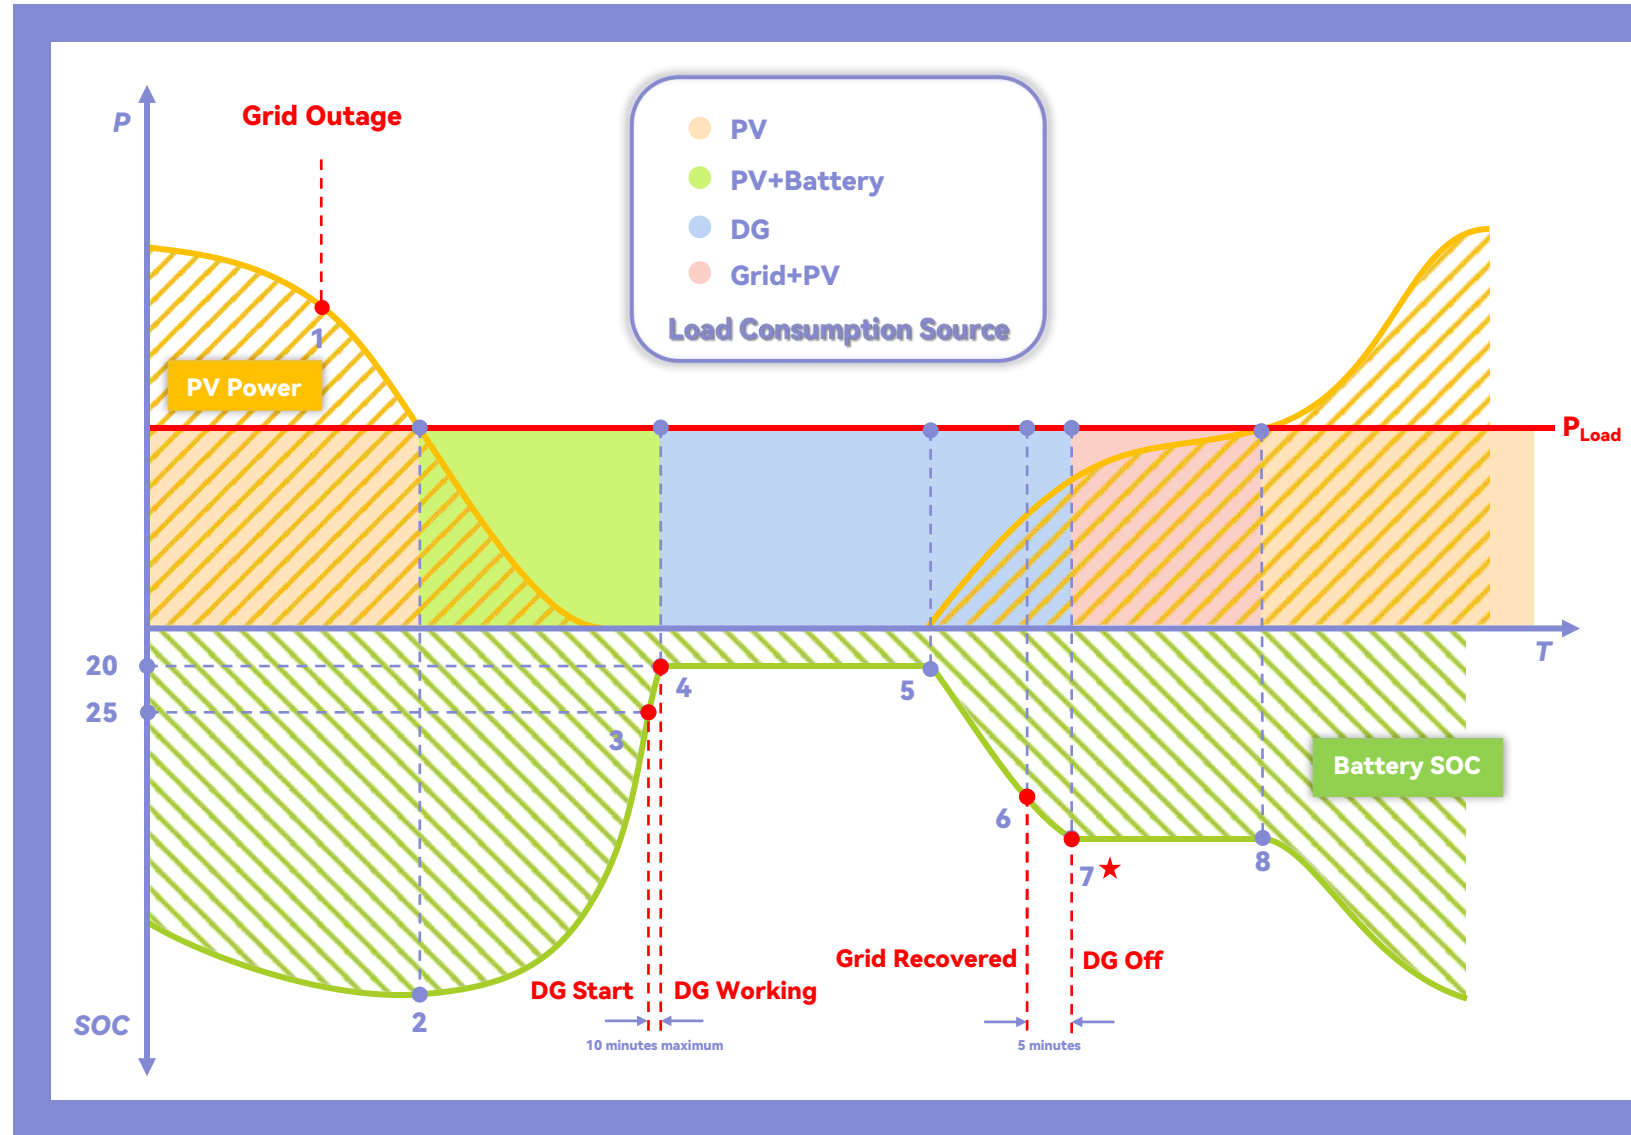 P
Grid Outage
PV
PV+Battery
DG
Grid+PV
Load Consumption Source
1
PV Power
PLoad
T
20
25
4
5
3
Battery SOC
6
7
8
Grid Recovered
DG Off
DG Start
DG Working
SOC
2
10 minutes maximum
5 minutes